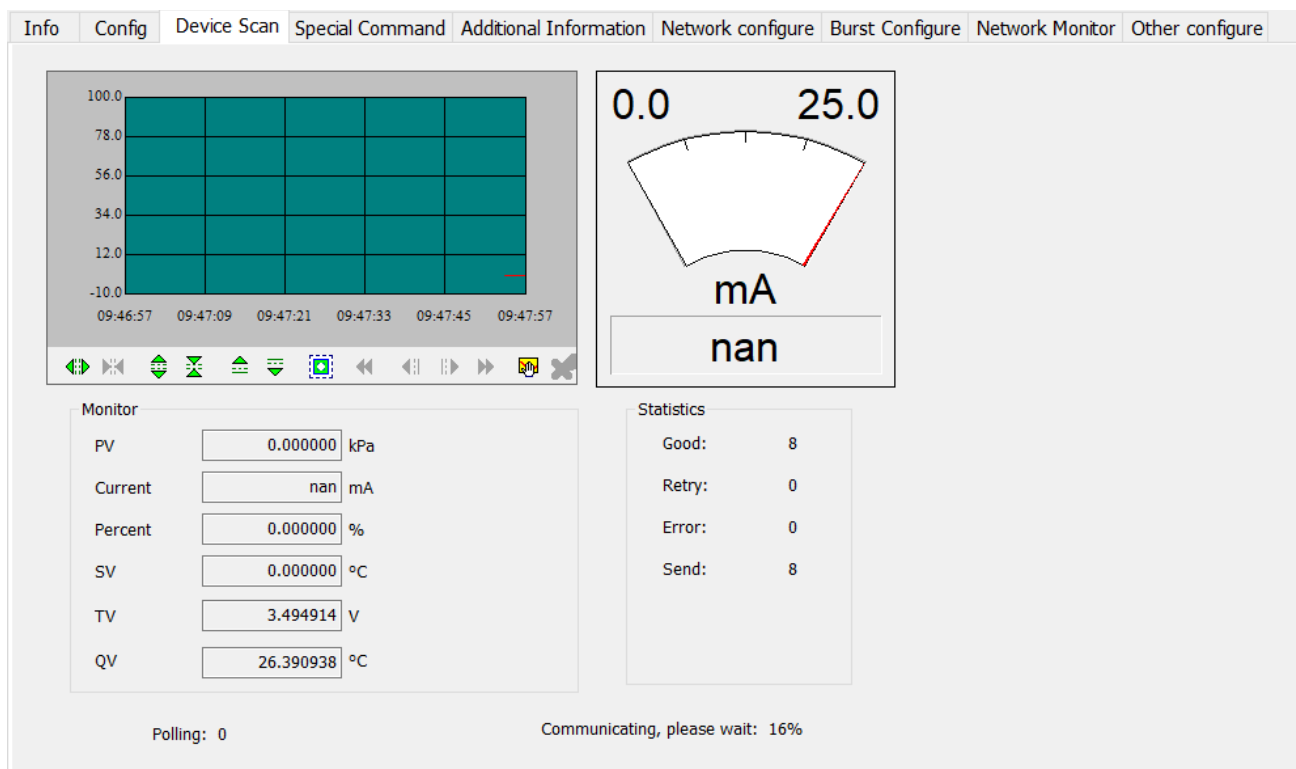 Info Config Device Scan Special Command Additional Information Network configure Burst Configure Network Monitor Other configure
100.0
78.0
56.0
34.0
12.0
-10.0
09:46:57 09:47:09 09:47:21 09:47:33 09:47:45 09:47:57
0.0 25.0
mA
nan
Monitor
PV 0.000000 kPa
Current nan mA
Percent 0.000000 %
SV 0.000000 ºC
TV 3.494914 V
QV 26.390938 ºC
Statistics
Good: 8
Retry: 0
Error: 0
Send: 8
Polling: 0
Communicating, please wait: 16%